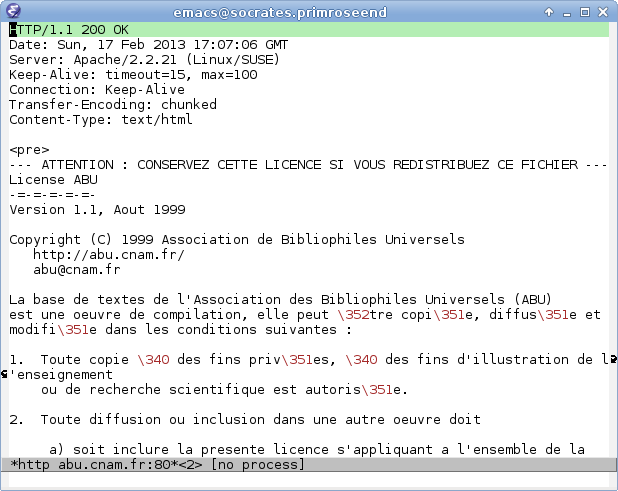 emacs@socrates.primroseend
HTTP/1.1 200 OK
Date: Sun, 17 Feb 2013 17:07:06 GMT
Server: Apache/2.2.21 (Linux/SUSE)
Keep-Alive: timeout=15, max=100
Connection: Keep-Alive
Transfer-Encoding: chunked
Content-Type: text/html
<pre>
--- ATTENTION : CONSERVEZ CETTE LICENCE SI VOUS REDISTRIBUEZ CE FICHIER ---
License ABU
-=-=-=-=-=-
Version 1.1, Aout 1999
Copyright (C) 1999 Association de Bibliophiles Universels
http://abu.cnam.fr/
abu@cnam.fr
La base de textes de l'Association des Bibliophiles Universels (ABU)
est une oeuvre de compilation, elle peut \352tre copi\351e, diffus\351e et
modifi\351e dans les conditions suivantes :
1.  Toute copie \340 des fins priv\351es, \340 des fins d'illustration de l
'enseignement
ou de recherche scientifique est autoris\351e.
2.  Toute diffusion ou inclusion dans une autre oeuvre doit
a) soit inclure la presente licence s'appliquant a l'ensemble de la
*http abu.cnam.fr:80*<2> [no process]